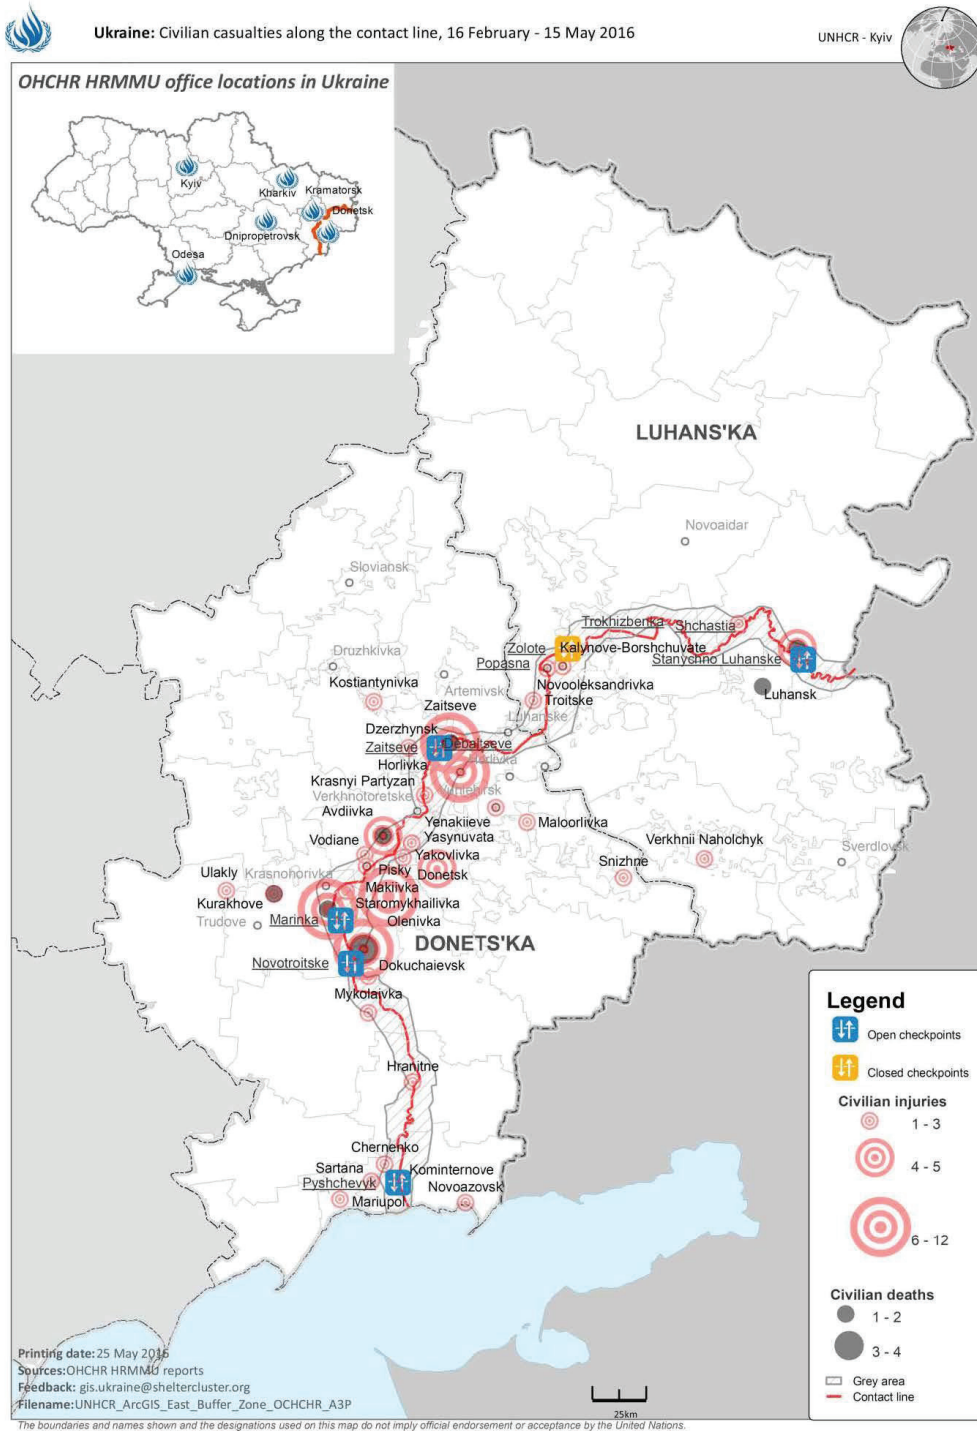 Ukraine: Civilian casualties along the contact line, 16 February - 15 May 2016
UNHCR - Kyiv
OHCHR HRMMU office locations in Ukraine
Kyiv
Kharkiv
Kramatorsk
Donetsk
Dnipropetrovsk
Odesa
LUHANS'KA
Novoaidar
Sloviansk
Trokhizbenka
Shchastia
Druzhkivka
Zolote
Kalynove-Borshchuvate
Popasna
Stanychno Luhanske
Kostiantynivka
Artemivsk
Novooleksandrivka
Luhansk
Zaitseve
Troitske
Luhanske
Dzerzhynsk
Zaitseve
Debaltseve
Horlivka
Horlivka
Krasnyi Partyzan
Verkhnotoretske
Vuhlehirsk
Avdiivka
Yenakiieve
Maloorlivka
Vodiane
Yasynuvata
Verkhnii Naholchyk
Yakovlivka
Sverdlovsk
Snizhne
Ulakly
Krasnohorivka
Pisky
Donetsk
Makiivka
Kurakhove
Staromykhailivka
Trudove
Marinka
Olenivka
DONETS'KA
Novotroitske
Dokuchaievsk
Mykolaivka
Hranitne
Chernenko
Sartana
Kominternove
Pyshchevyk
Novoazovsk
Mariupol
Legend
Open checkpoints
Closed checkpoints
Civilian injuries
1 - 3
4 - 5
6 - 12
Civilian deaths
1 - 2
3 - 4
Grey area
Contact line
25km
Printing date: 25 May 2016
Sources:OHCHR HRMMU reports
Feedback: gis.ukraine@sheltercluster.org
Filename:UNHCR_ArcGIS_East_Buffer_Zone_OCHCHR_A3P
The boundaries and names shown and the designations used on this map do not imply official endorsement or acceptance by the United Nations.